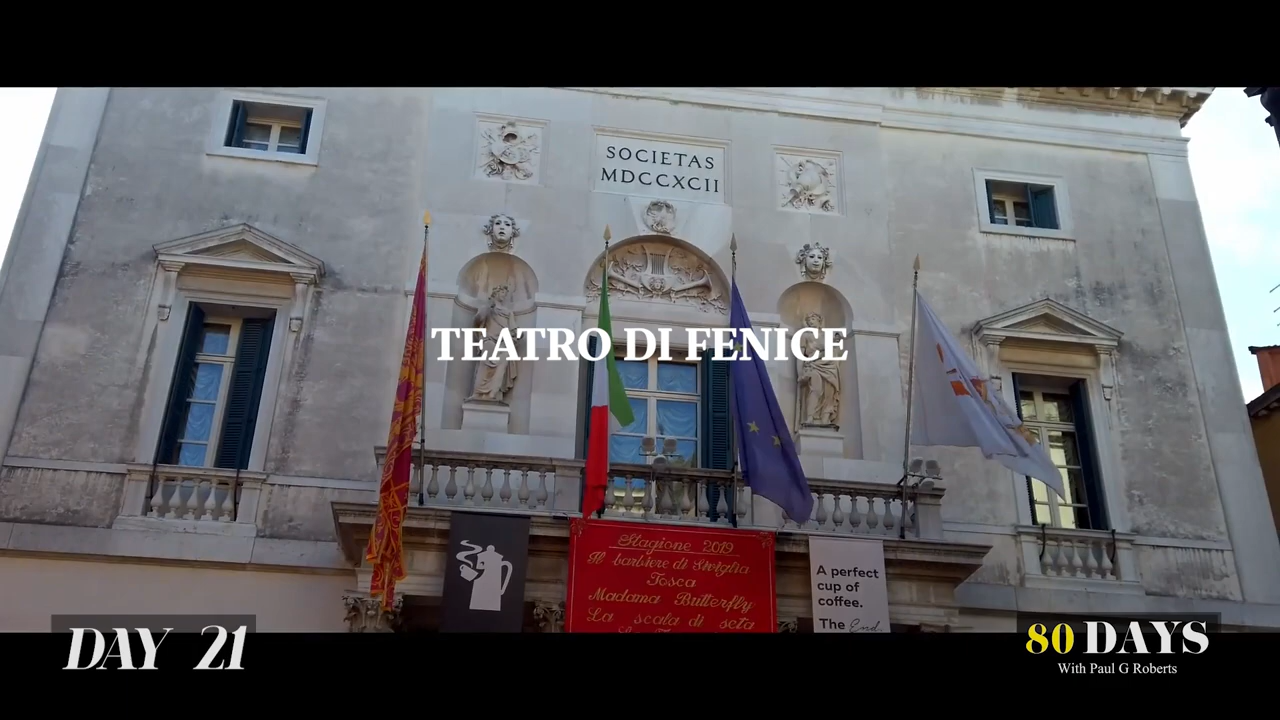 SOCIETAS
MDCCXCII
TEATRO DI FENICE
Stagione 2019
Il barbiere di Siviglia
Tosca
Madama Butterfly
La scala di seta
A perfect
cup of
coffee.
The End.
DAY 21
80 DAYS
With Paul G Roberts